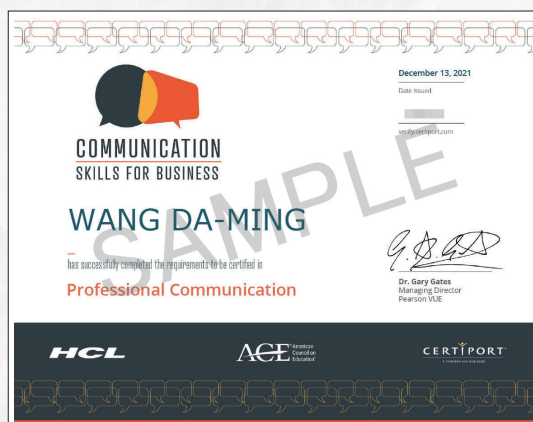 December 13, 2021
Date Issued
verify.certiport.com
COMMUNICATION
SKILLS FOR BUSINESS
WANG DA-MING
has successfully completed the requirements to be certified in
Professional Communication
SAMPLE
Dr. Gary Gates
Managing Director
Pearson VUE
HCL
ACE American
Council on
Education
CERTIPORT
A PEARSON VUE BUSINESS